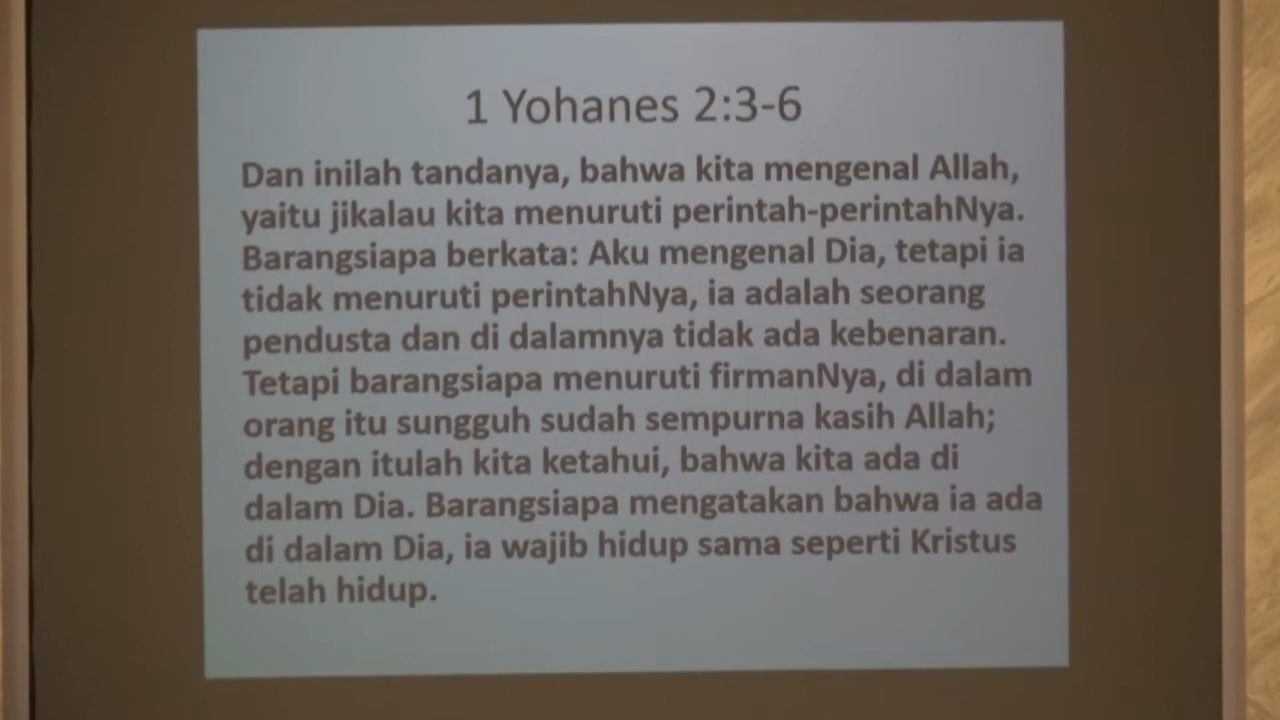 1 Yohanes 2:3-6
Dan inilah tandanya, bahwa kita mengenal Allah,
yaitu jikalau kita menuruti perintah-perintahNya.
Barangsiapa berkata: Aku mengenal Dia, tetapi ia
tidak menuruti perintahNya, ia adalah seorang
pendusta dan di dalamnya tidak ada kebenaran.
Tetapi barangsiapa menuruti firmanNya, di dalam
orang itu sungguh sudah sempurna kasih Allah;
dengan itulah kita ketahui, bahwa kita ada di
dalam Dia. Barangsiapa mengatakan bahwa ia ada
di dalam Dia, ia wajib hidup sama seperti Kristus
telah hidup.